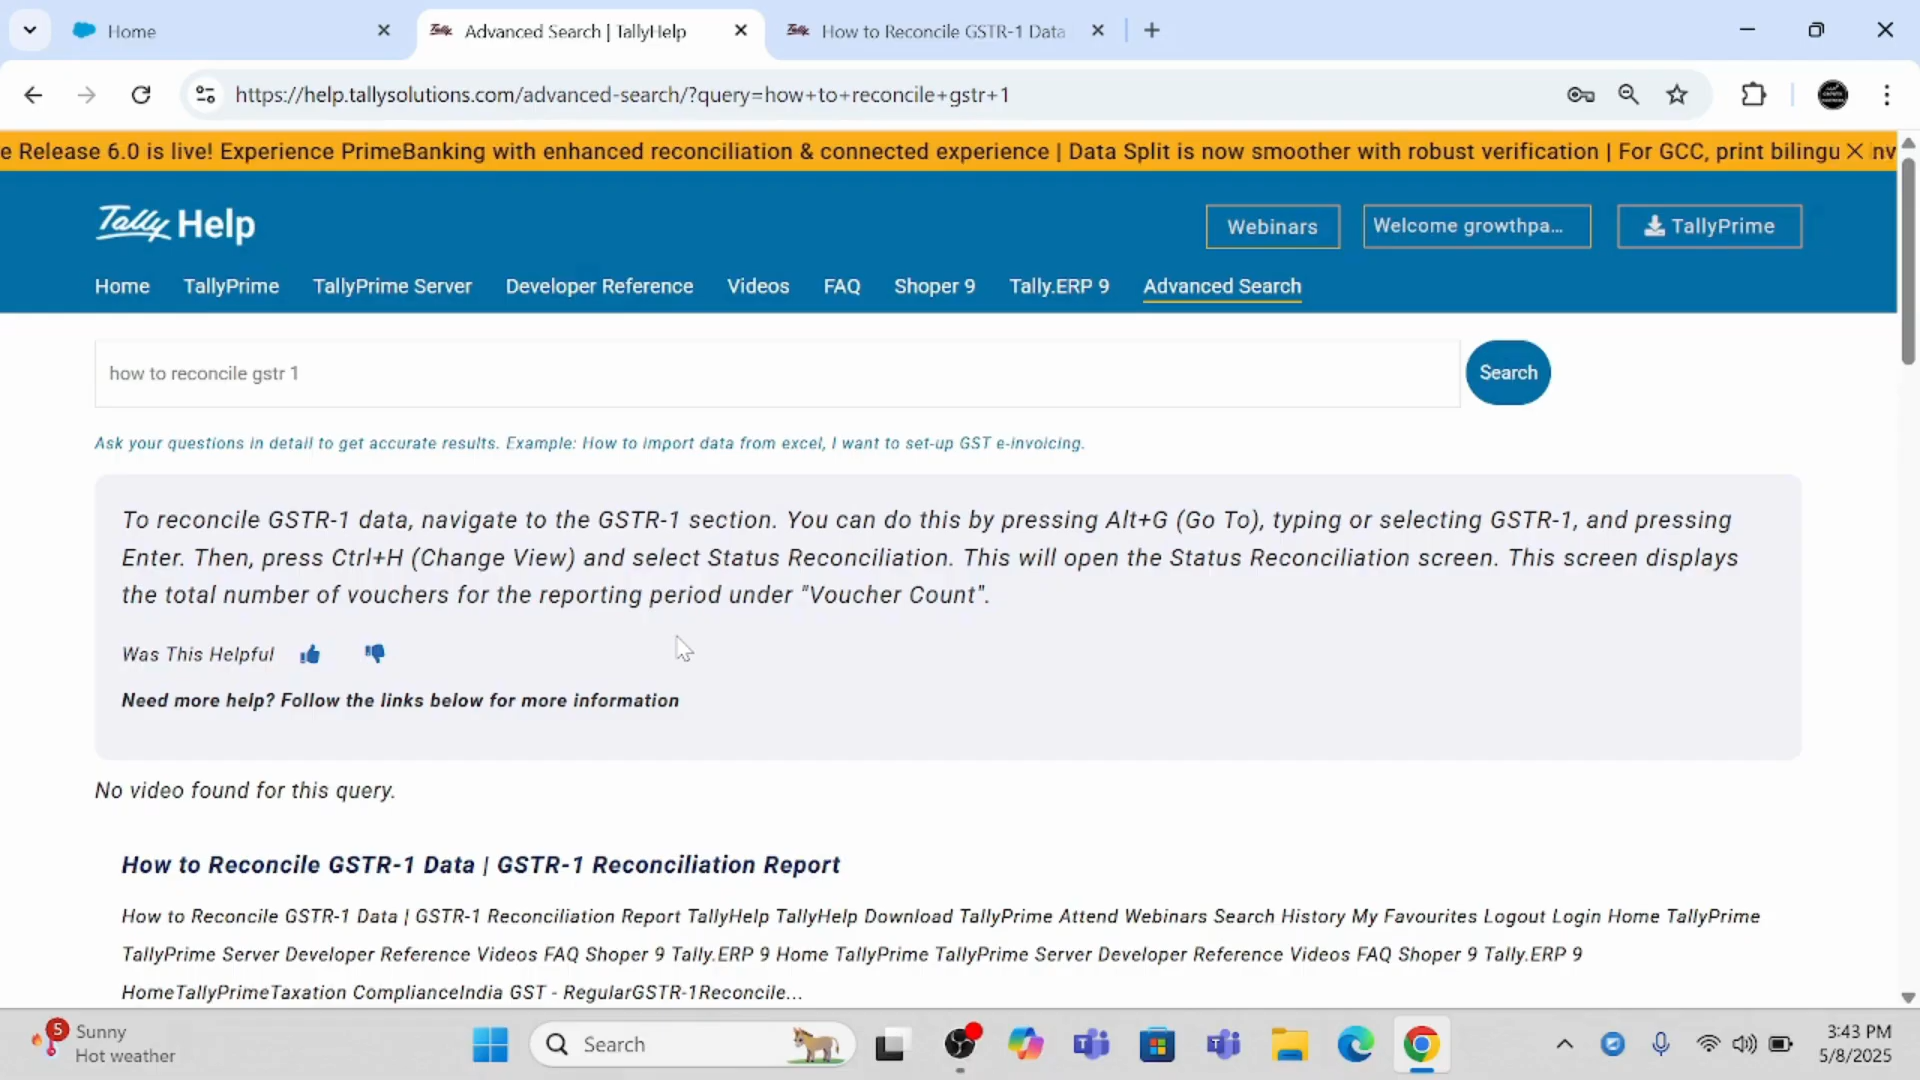 Home
Advanced Search | TallyHelp
How to Reconcile GSTR-1 Data
https://help.tallysolutions.com/advanced-search/?query=how+to+reconcile+gstr+1
e Release 6.0 is live! Experience PrimeBanking with enhanced reconciliation & connected experience | Data Split is now smoother with robust verification | For GCC, print bilingu
Tally Help
Webinars
Welcome growthpa...
TallyPrime
Home TallyPrime TallyPrime Server Developer Reference Videos FAQ Shoper 9 Tally.ERP 9 Advanced Search
how to reconcile gstr 1
Search
Ask your questions in detail to get accurate results. Example: How to import data from excel, I want to set-up GST e-invoicing.
To reconcile GSTR-1 data, navigate to the GSTR-1 section. You can do this by pressing Alt+G (Go To), typing or selecting GSTR-1, and pressing
Enter. Then, press Ctrl+H (Change View) and select Status Reconciliation. This will open the Status Reconciliation screen. This screen displays
the total number of vouchers for the reporting period under "Voucher Count".
Was This Helpful
Need more help? Follow the links below for more information
No video found for this query.
How to Reconcile GSTR-1 Data | GSTR-1 Reconciliation Report
How to Reconcile GSTR-1 Data | GSTR-1 Reconciliation Report TallyHelp TallyHelp Download TallyPrime Attend Webinars Search History My Favourites Logout Login Home TallyPrime
TallyPrime Server Developer Reference Videos FAQ Shoper 9 Tally.ERP 9 Home TallyPrime TallyPrime Server Developer Reference Videos FAQ Shoper 9 Tally.ERP 9
HomeTallyPrimeTaxation ComplianceIndia GST - RegularGSTR-1Reconcile...
5
Sunny
Hot weather
Search
3:43 PM
5/8/2025